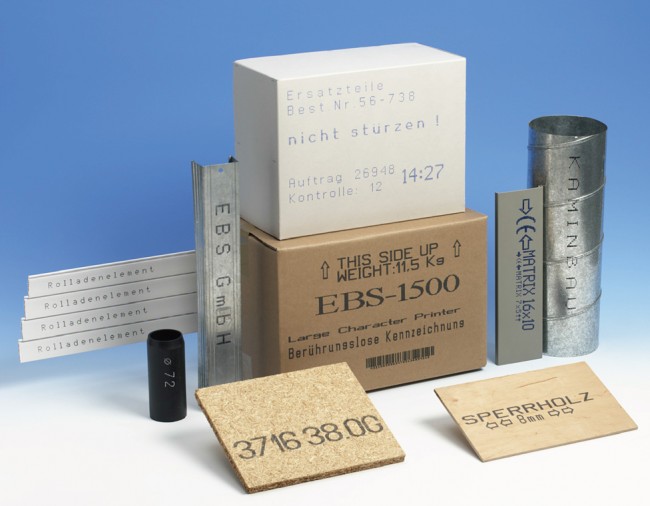 Ersatzteile
Best Nr 56-738
nicht stürzen !
Auftrag 26948
Kontrolle: 12
14:27
THIS SIDE UP
WEIGHT:11.5 Kg
EBS-1500
Large Character Printer
Berührungslose Kennzeichnung
EBS GmbH
Rolladenelement
Rolladenelement
Rolladenelement
Rolladenelement
ø 72
3716 38.0G
SPERRHOLZ
8mm
CE
MATRIX 16x10
KAMINBAU